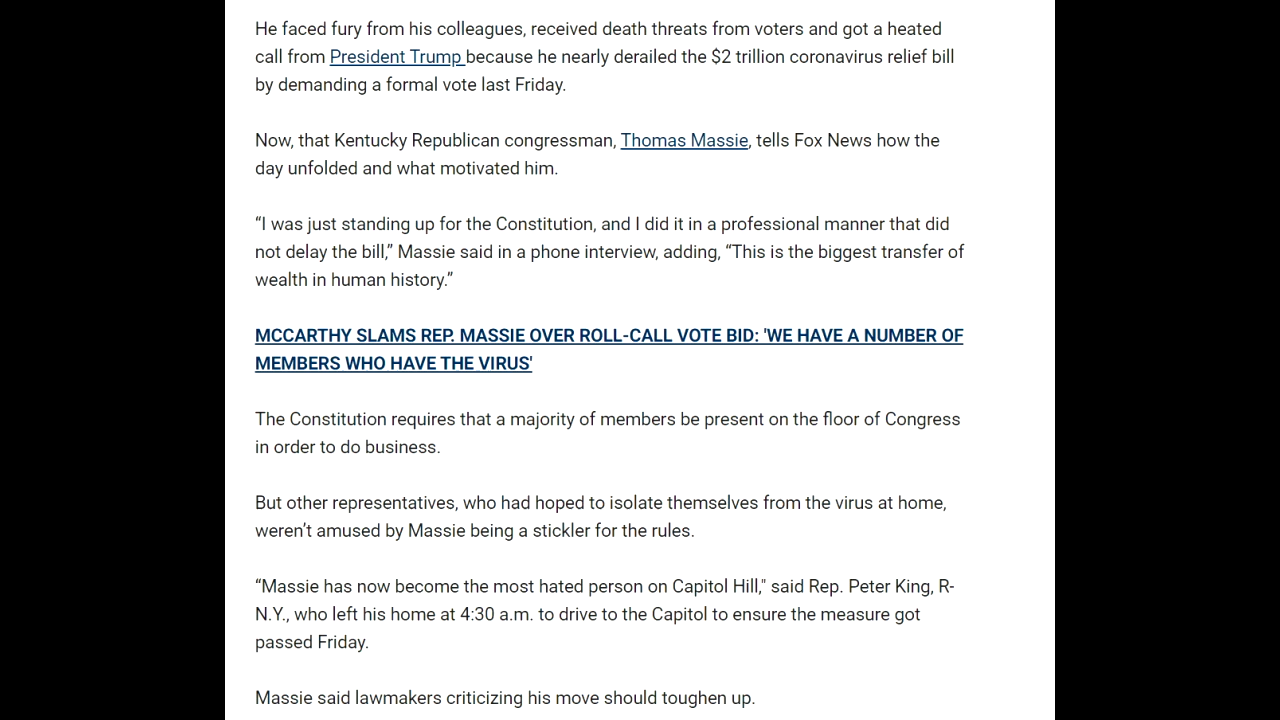 He faced fury from his colleagues, received death threats from voters and got a heated
call from President Trump because he nearly derailed the $2 trillion coronavirus relief bill
by demanding a formal vote last Friday.
Now, that Kentucky Republican congressman, Thomas Massie, tells Fox News how the
day unfolded and what motivated him.
“I was just standing up for the Constitution, and I did it in a professional manner that did
not delay the bill,” Massie said in a phone interview, adding, “This is the biggest transfer of
wealth in human history.”
MCCARTHY SLAMS REP. MASSIE OVER ROLL-CALL VOTE BID: 'WE HAVE A NUMBER OF
MEMBERS WHO HAVE THE VIRUS'
The Constitution requires that a majority of members be present on the floor of Congress
in order to do business.
But other representatives, who had hoped to isolate themselves from the virus at home,
weren’t amused by Massie being a stickler for the rules.
“Massie has now become the most hated person on Capitol Hill," said Rep. Peter King, R-
N.Y., who left his home at 4:30 a.m. to drive to the Capitol to ensure the measure got
passed Friday.
Massie said lawmakers criticizing his move should toughen up.